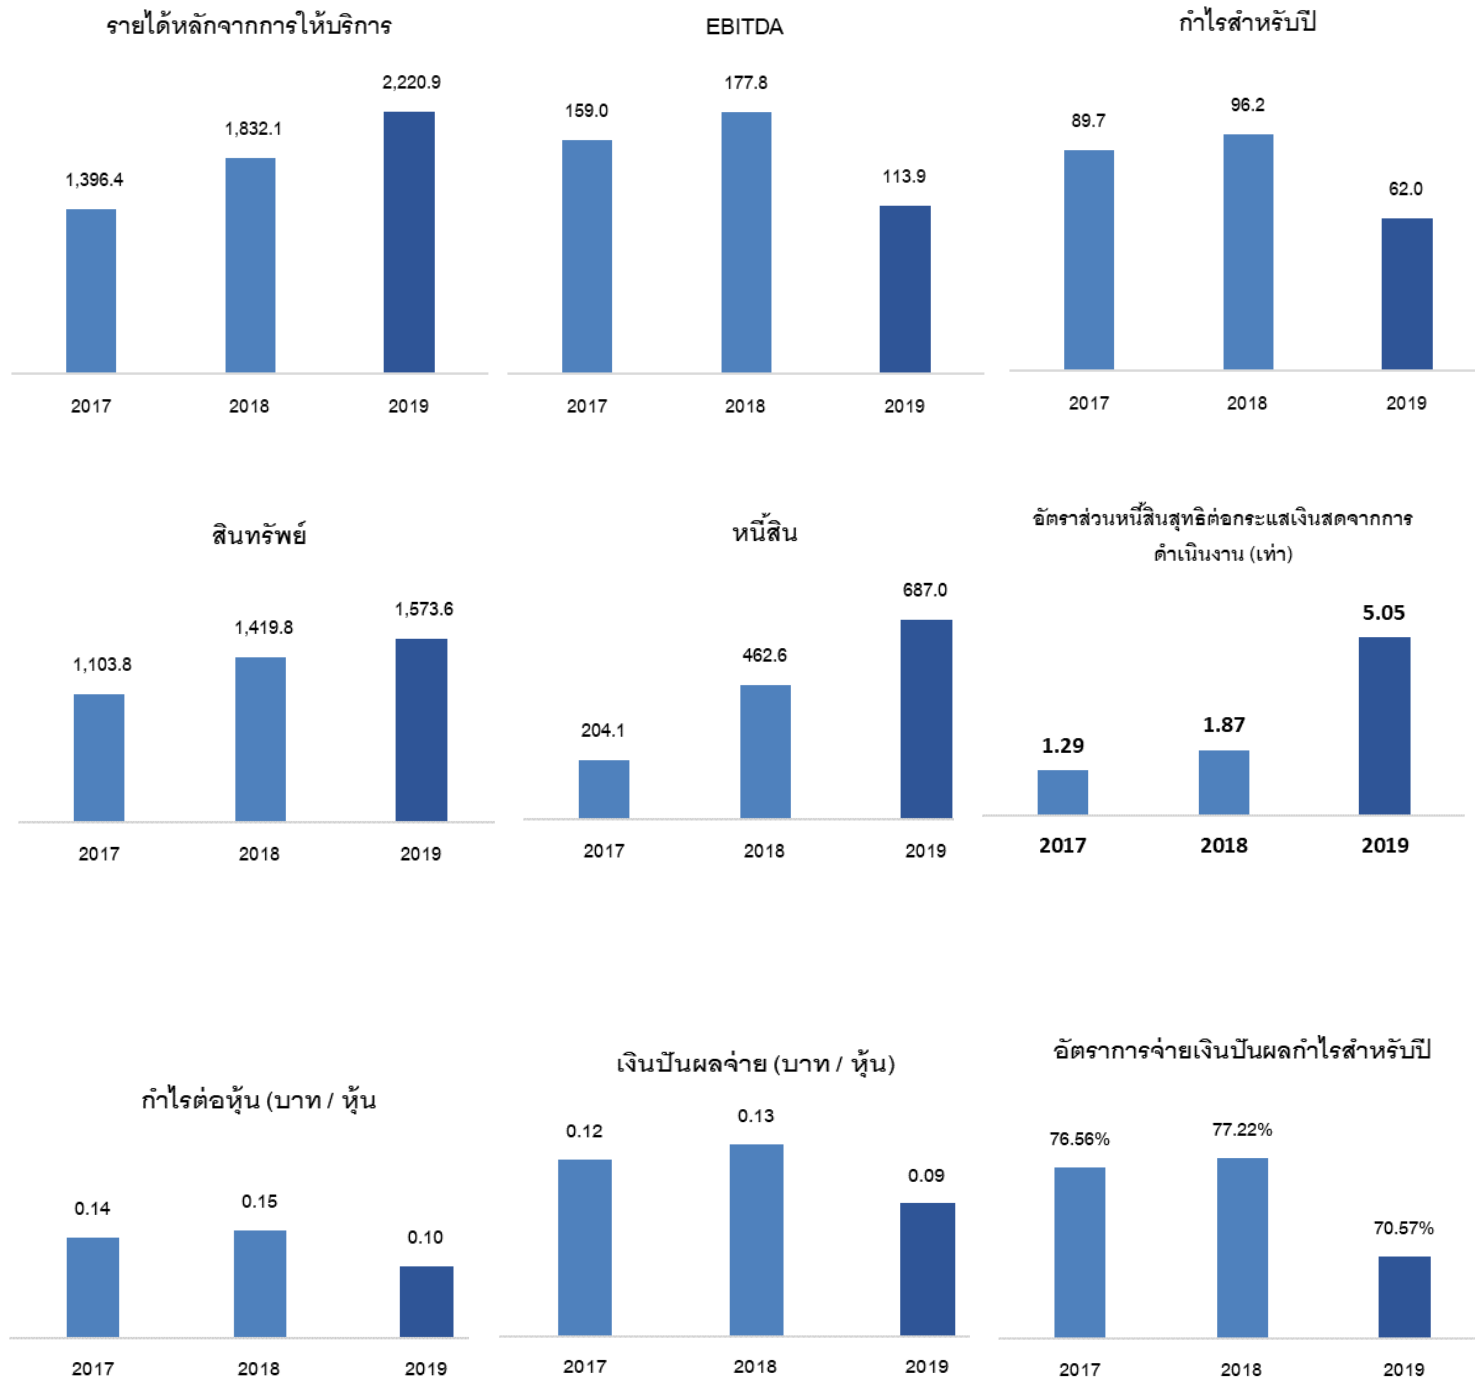 รายได้หลักจากการให้บริการ
2,220.9
1,832.1
1,396.4
2017 2018 2019
EBITDA
177.8
159.0
113.9
2017 2018 2019
กำไรสำหรับปี
96.2
89.7
62.0
2017 2018 2019
สินทรัพย์
1,573.6
1,419.8
1,103.8
2017 2018 2019
หนี้สิน
687.0
462.6
204.1
2017 2018 2019
อัตราส่วนหนี้สินสุทธิต่อกระแสเงินสดจากการ
ดำเนินงาน (เท่า)
5.05
1.87
1.29
2017 2018 2019
กำไรต่อหุ้น (บาท / หุ้น
0.15
0.14
0.10
2017 2018 2019
เงินปันผลจ่าย (บาท / หุ้น)
0.13
0.12
0.09
2017 2018 2019
อัตราการจ่ายเงินปันผลกำไรสำหรับปี
77.22%
76.56%
70.57%
2017 2018 2019